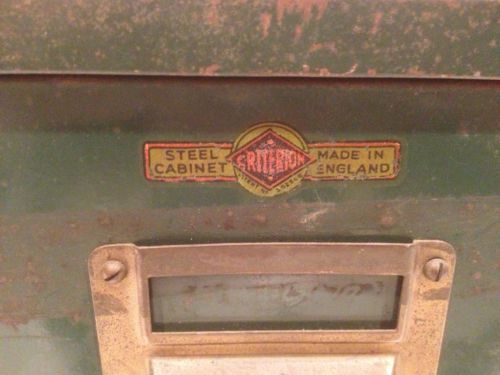 STEEL
CABINET
CRITERION
MADE IN
ENGLAND